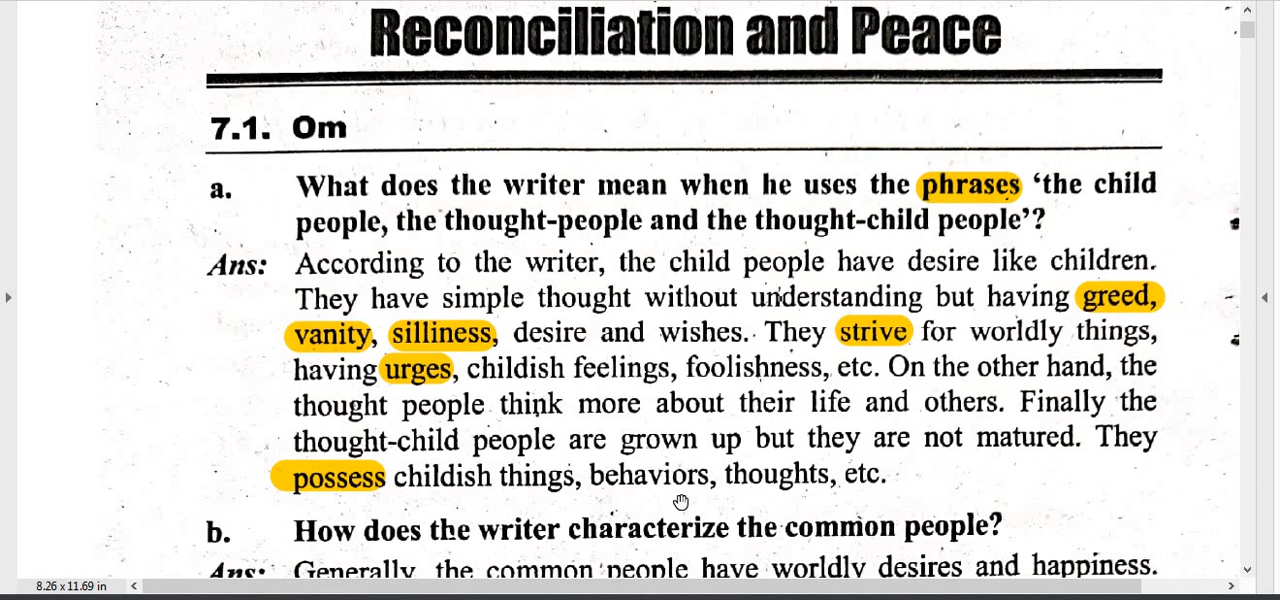 Reconciliation and Peace
7.1. Om
a. What does the writer mean when he uses the phrases ‘the child
people, the thought-people and the thought-child people’?
Ans: According to the writer, the child people have desire like children.
They have simple thought without understanding but having greed,
vanity, silliness, desire and wishes. They strive for worldly things,
having urges, childish feelings, foolishness, etc. On the other hand, the
thought people think more about their life and others. Finally the
thought-child people are grown up but they are not matured. They
possess childish things, behaviors, thoughts, etc.
b. How does the writer characterize the common people?
Ans: Generally, the common people have worldly desires and happiness.
8.26 x 11.69 in